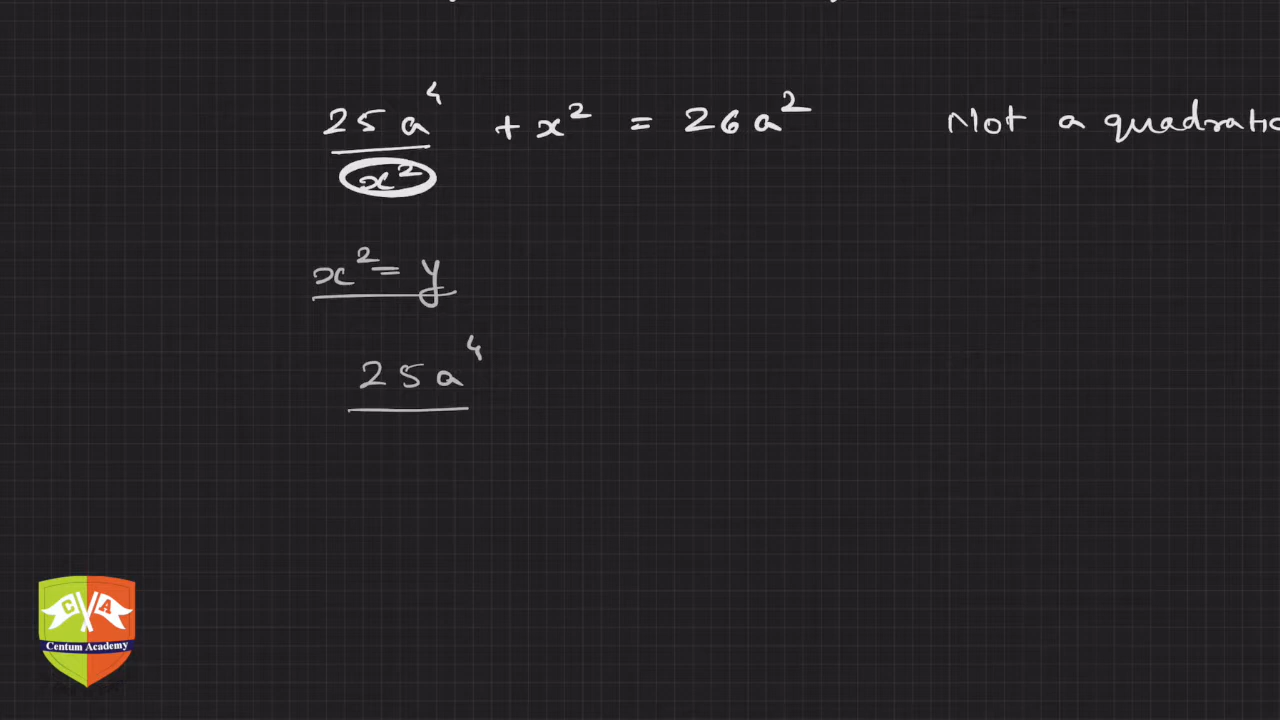 25a⁴/x² + x² = 26a² Not a quadratic
x² = y
25a⁴
C A
Centum Academy